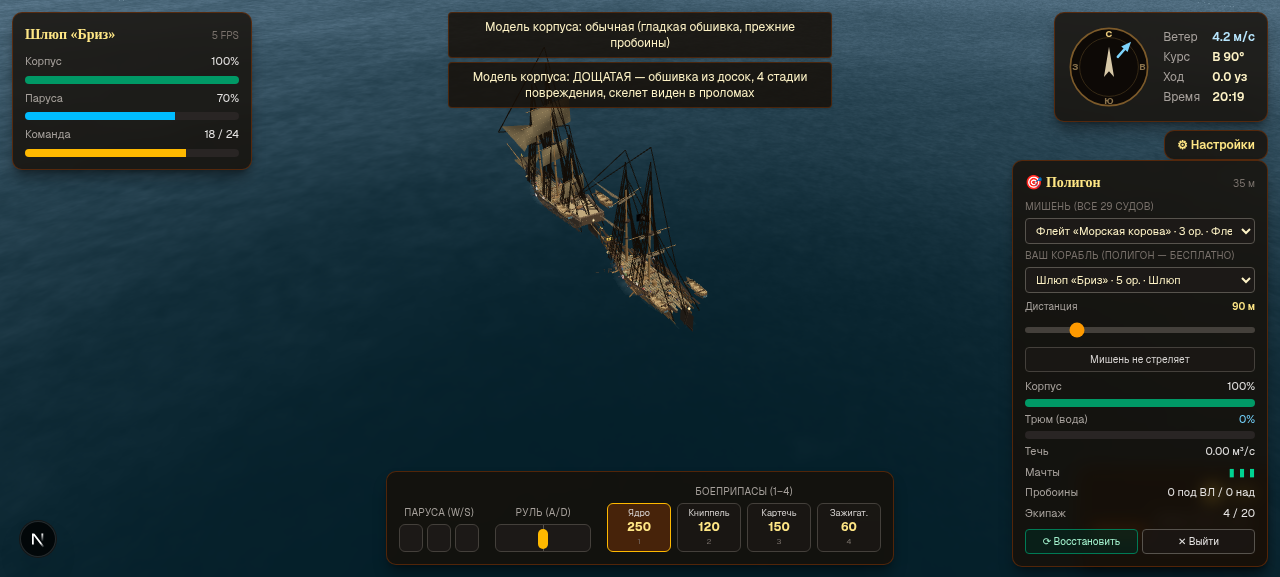 Шлюп «Бриз»
5 FPS
Корпус
100%
Паруса
70%
Команда
18 / 24
Модель корпуса: обычная (гладкая обшивка, прежние
пробоины)
Модель корпуса: ДОЩАТАЯ — обшивка из досок, 4 стадии
повреждения, скелет виден в проломах
С
З
В
Ю
Ветер
4.2 м/с
Курс
В 90°
Ход
0.0 уз
Время
20:19
⚙ Настройки
🎯 Полигон
35 м
МИШЕНЬ (ВСЕ 29 СУДОВ)
Флейт «Морская корова» · 3 ор. · Фле
ВАШ КОРАБЛЬ (ПОЛИГОН — БЕСПЛАТНО)
Шлюп «Бриз» · 5 ор. · Шлюп
Дистанция
90 м
Мишень не стреляет
Корпус
100%
Трюм (вода)
0%
Течь
0.00 м³/с
Мачты
Пробоины
0 под ВЛ / 0 над
Экипаж
4 / 20
⟳ Восстановить
✕ Выйти
ПАРУСА (W/S)
РУЛЬ (A/D)
БОЕПРИПАСЫ (1–4)
Ядро
250
1
Книппель
120
2
Картечь
150
3
Зажигат.
60
4
N